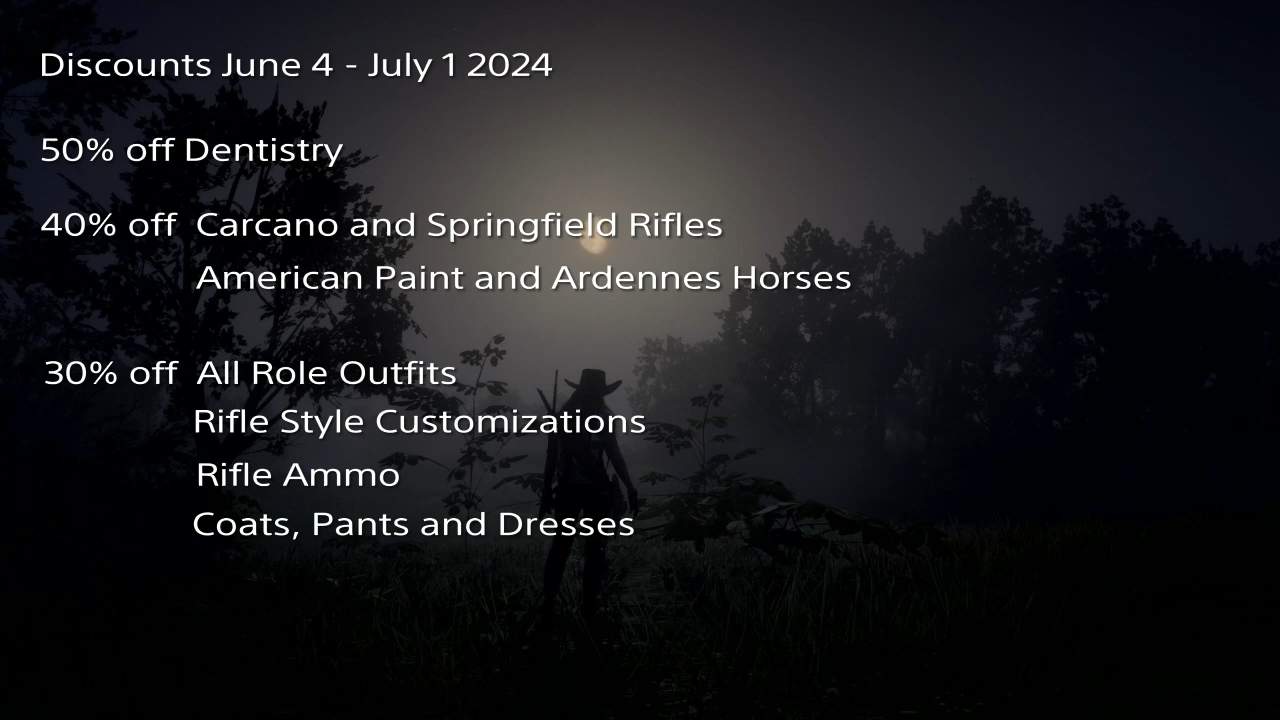 Discounts June 4 - July 1 2024
50% off Dentistry
40% off Carcano and Springfield Rifles
American Paint and Ardennes Horses
30% off All Role Outfits
Rifle Style Customizations
Rifle Ammo
Coats, Pants and Dresses